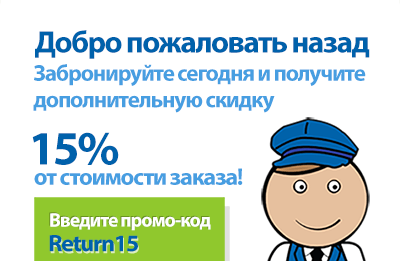 Добро пожаловать назад
Забронируйте сегодня и получите
дополнительную скидку
15%
от стоимости заказа!
Введите промо-код
Return15